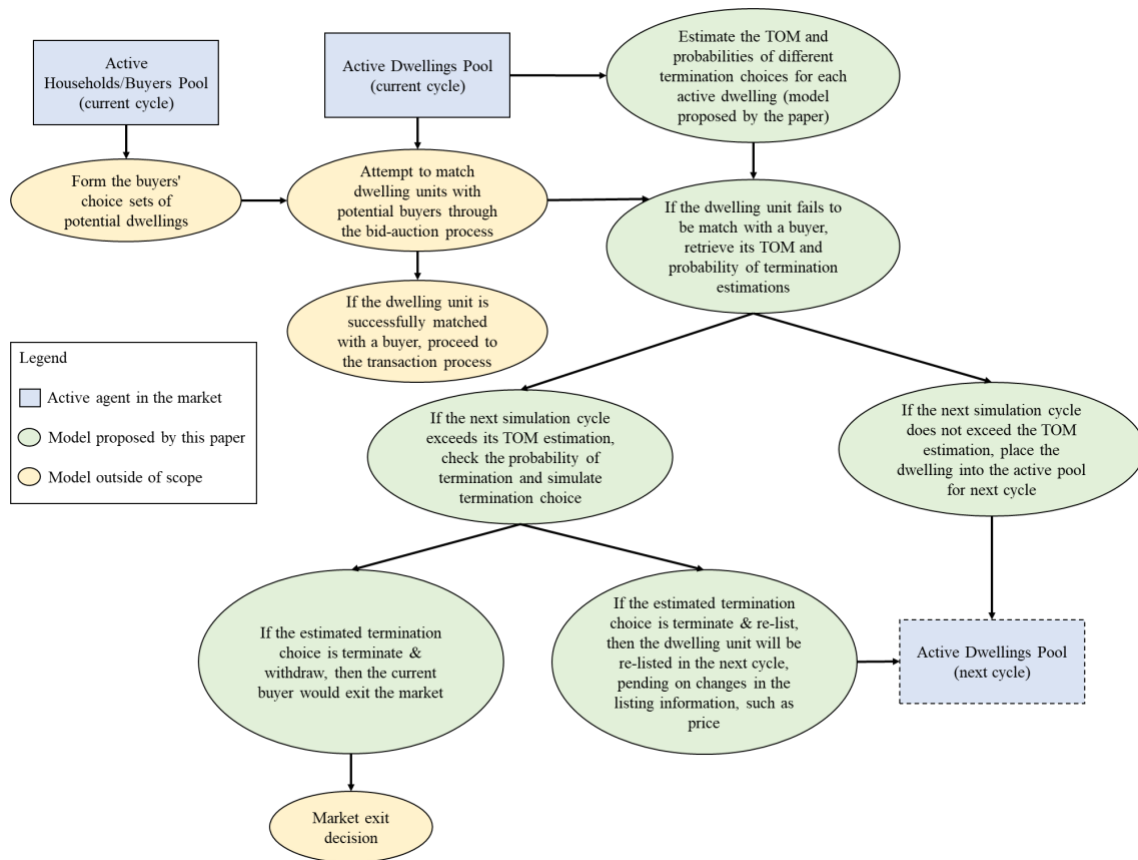 Active
Households/Buyers Pool
(current cycle)
Active Dwellings Pool
(current cycle)
Estimate the TOM and
probabilities of different
termination choices for each
active dwelling (model
proposed by the paper)
Form the buyers'
choice sets of
potential dwellings
Attempt to match
dwelling units with
potential buyers through
the bid-auction process
If the dwelling unit fails to
be match with a buyer,
retrieve its TOM and
probability of termination
estimations
If the dwelling unit is
successfully matched
with a buyer, proceed to
the transaction process
Legend
Active agent in the market
Model proposed by this paper
Model outside of scope
If the next simulation cycle
exceeds its TOM estimation,
check the probability of
termination and simulate
termination choice
If the next simulation cycle
does not exceed the TOM
estimation, place the
dwelling into the active pool
for next cycle
If the estimated termination
choice is terminate &
withdraw, then the current
buyer would exit the market
If the estimated termination
choice is terminate & re-list,
then the dwelling unit will be
re-listed in the next cycle,
pending on changes in the
listing information, such as
price
Active Dwellings Pool
(next cycle)
Market exit
decision